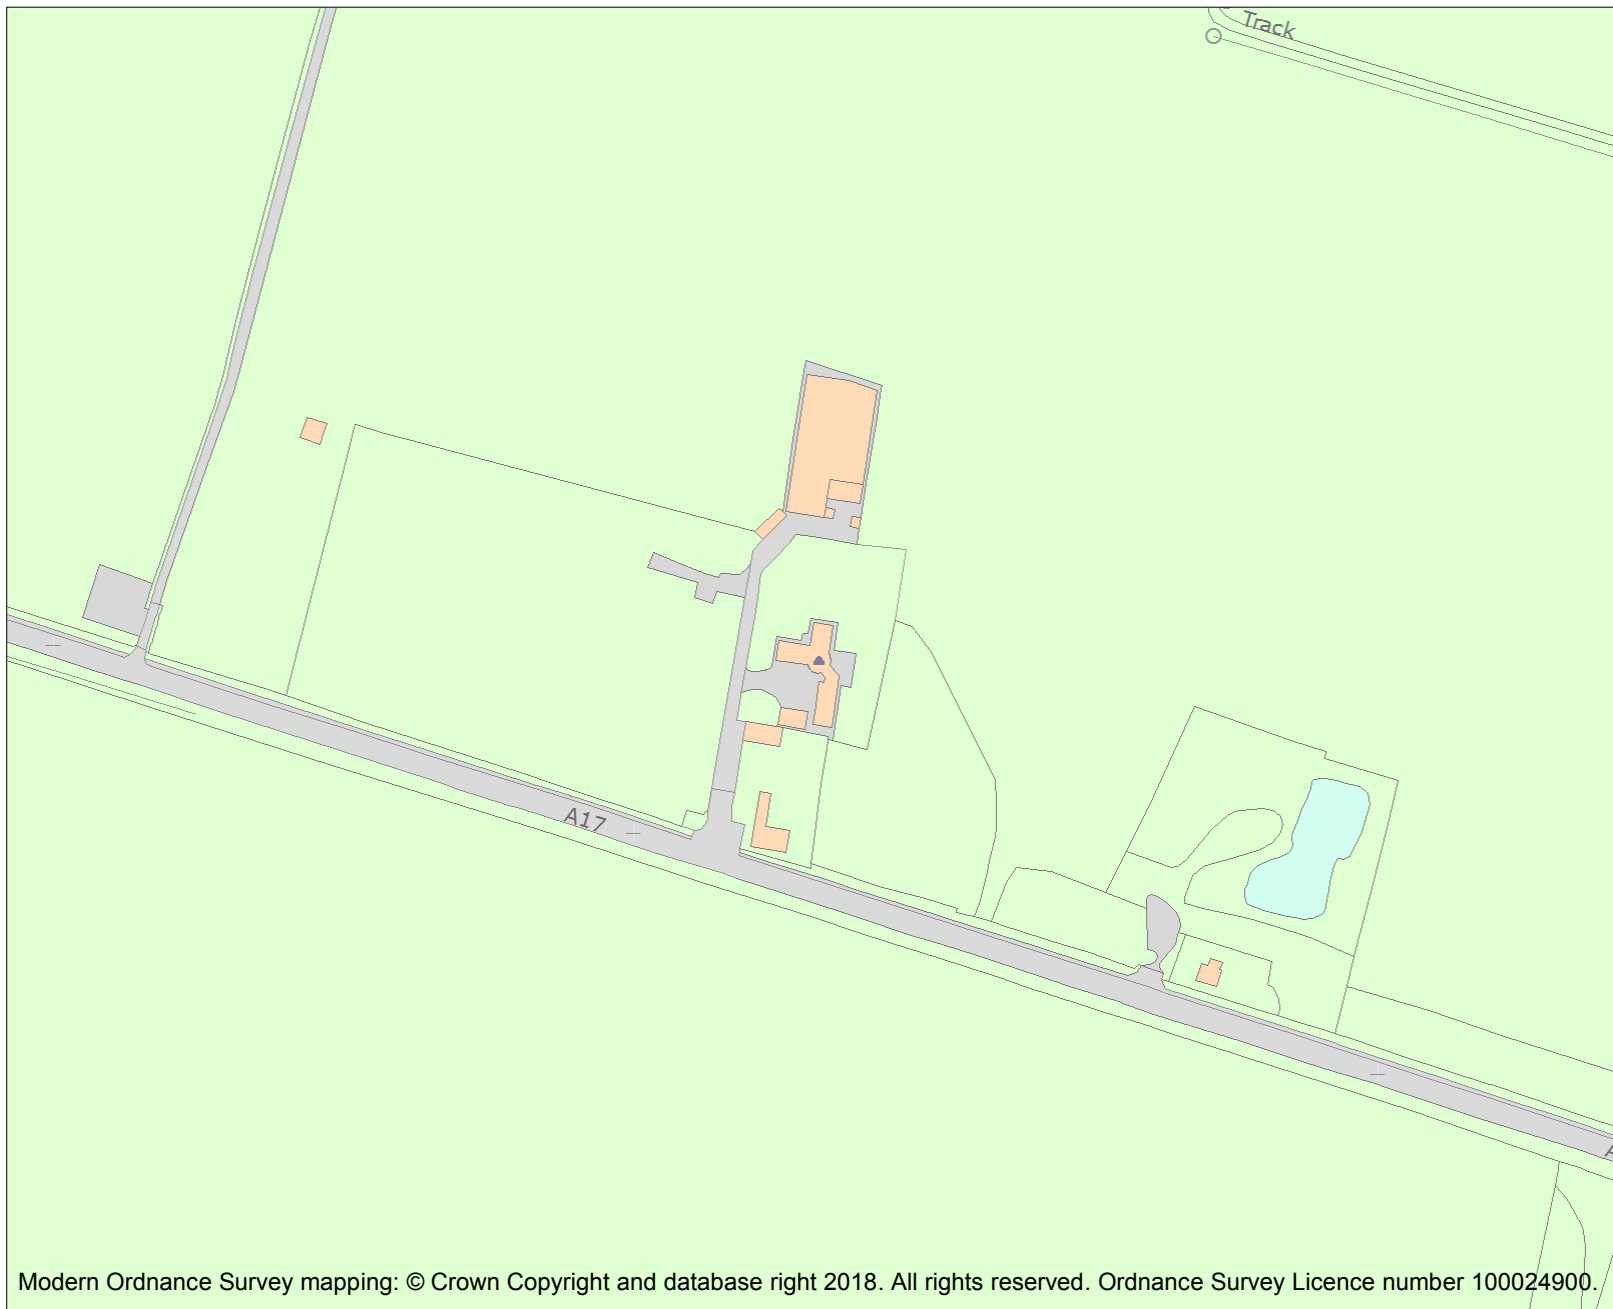 Track
A17
Modern Ordnance Survey mapping: © Crown Copyright and database right 2018. All rights reserved. Ordnance Survey Licence number 100024900.